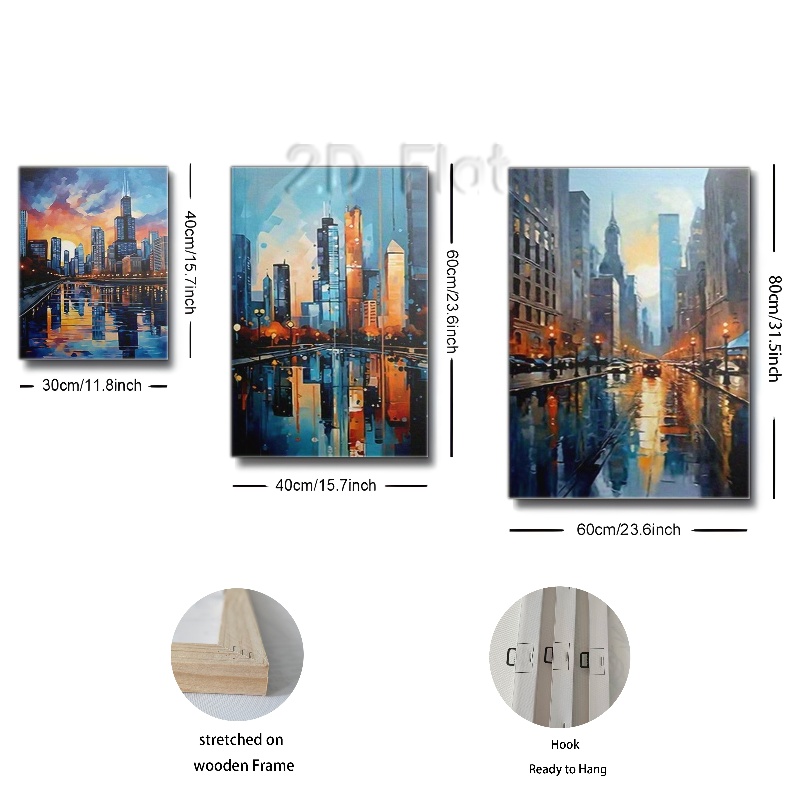 2D Flat
40cm/15.7inch
30cm/11.8inch
60cm/23.6inch
40cm/15.7inch
80cm/31.5inch
60cm/23.6inch
stretched on
wooden Frame
Hook
Ready to Hang